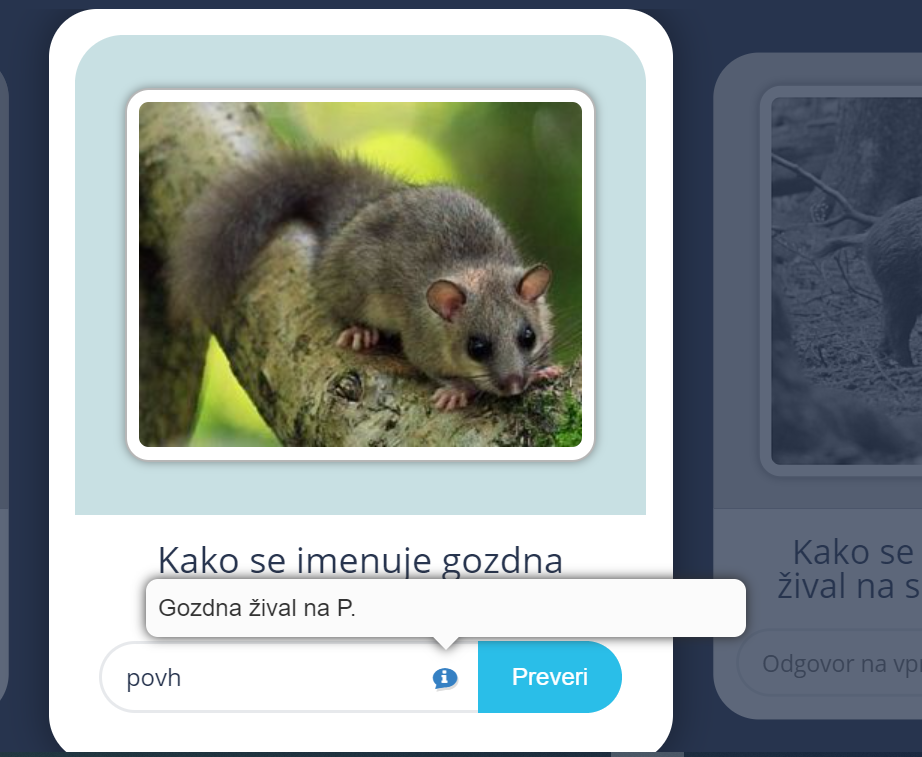 Kako se imenuje gozdna
Gozdna žival na P.
povh
Preveri
Kako se
žival na s
Odgovor na vpr